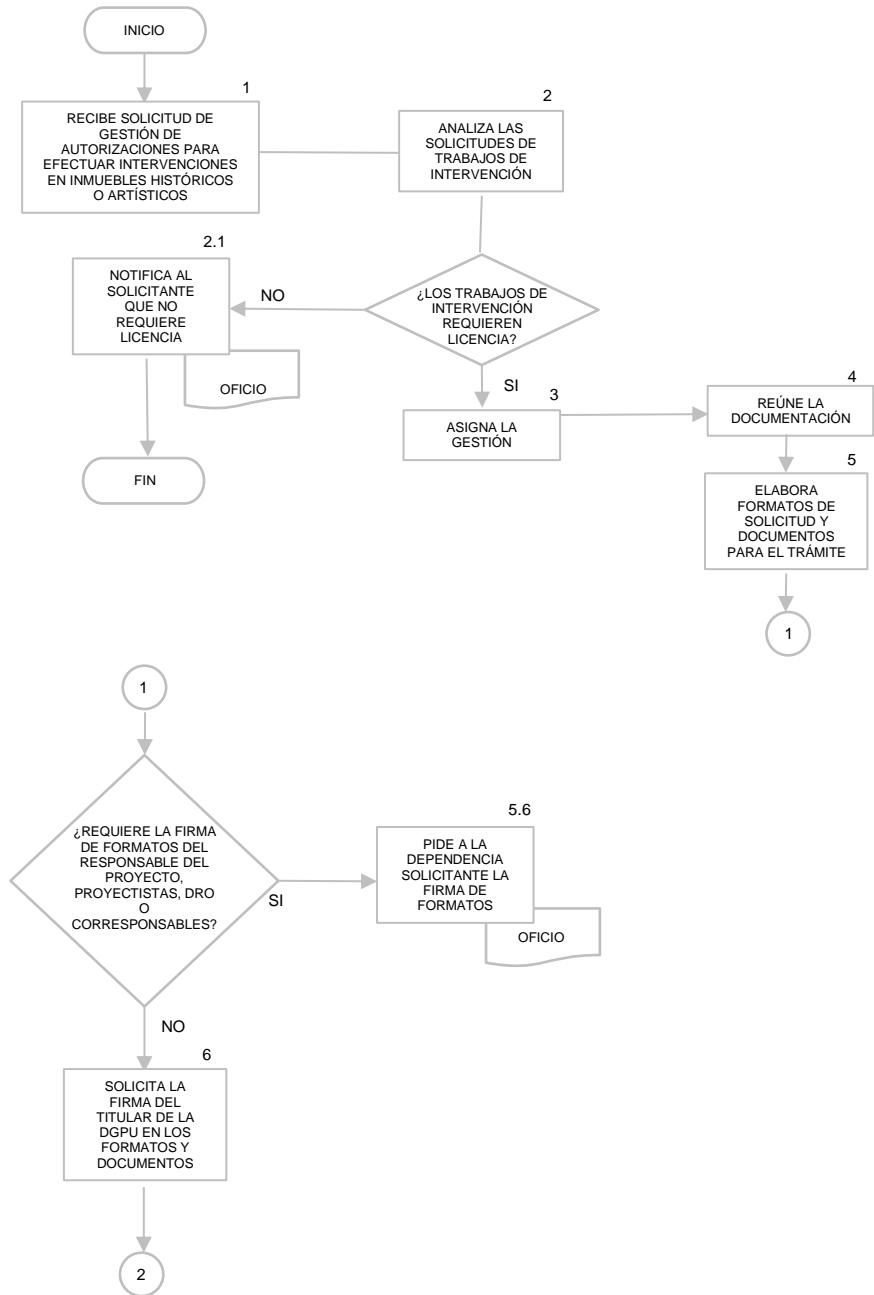 INICIO
1
RECIBE SOLICITUD DE
GESTIÓN DE
AUTORIZACIONES PARA
EFECTUAR INTERVENCIONES
EN INMUEBLES HISTÓRICOS
O ARTÍSTICOS
2
ANALIZA LAS
SOLICITUDES DE
TRABAJOS DE
INTERVENCIÓN
¿LOS TRABAJOS DE
INTERVENCIÓN
REQUIEREN
LICENCIA?
NO
2.1
NOTIFICA AL
SOLICITANTE
QUE NO
REQUIERE
LICENCIA
OFICIO
FIN
SI
3
ASIGNA LA
GESTIÓN
4
REÚNE LA
DOCUMENTACIÓN
5
ELABORA
FORMATOS DE
SOLICITUD Y
DOCUMENTOS
PARA EL TRÁMITE
1
1
¿REQUIERE LA FIRMA
DE FORMATOS DEL
RESPONSABLE DEL
PROYECTO,
PROYECTISTAS, DRO
O
CORRESPONSABLES?
SI
5.6
PIDE A LA
DEPENDENCIA
SOLICITANTE LA
FIRMA DE
FORMATOS
OFICIO
NO
6
SOLICITA LA
FIRMA DEL
TITULAR DE LA
DGPU EN LOS
FORMATOS Y
DOCUMENTOS
2